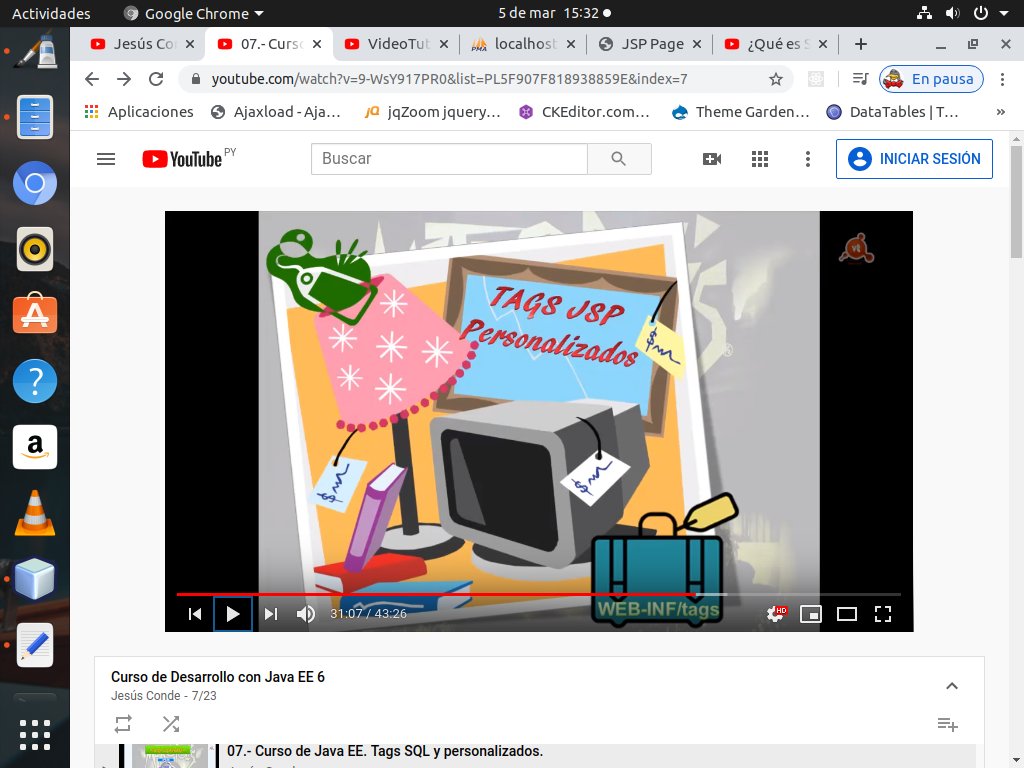 Actividades
Google Chrome
5 de mar 15:32
Jesús Co
07.- Curso
VideoTut
localhost
JSP Page
¿Qué es S
youtube.com/watch?v=9-WsY917PR0&list=PL5F907F818938859E&index=7
En pausa
Aplicaciones
Ajaxload - Aja...
jqZoom jquery...
CKEditor.com...
Theme Garden...
DataTables | T...
»
YouTube PY
Buscar
INICIAR SESIÓN
vt
TAGS JSP
Personalizados
WEB-INF/tags
31:07 / 43:26
HD
Curso de Desarrollo con Java EE 6
Jesús Conde - 7/23
07.- Curso de Java EE. Tags SQL y personalizados.